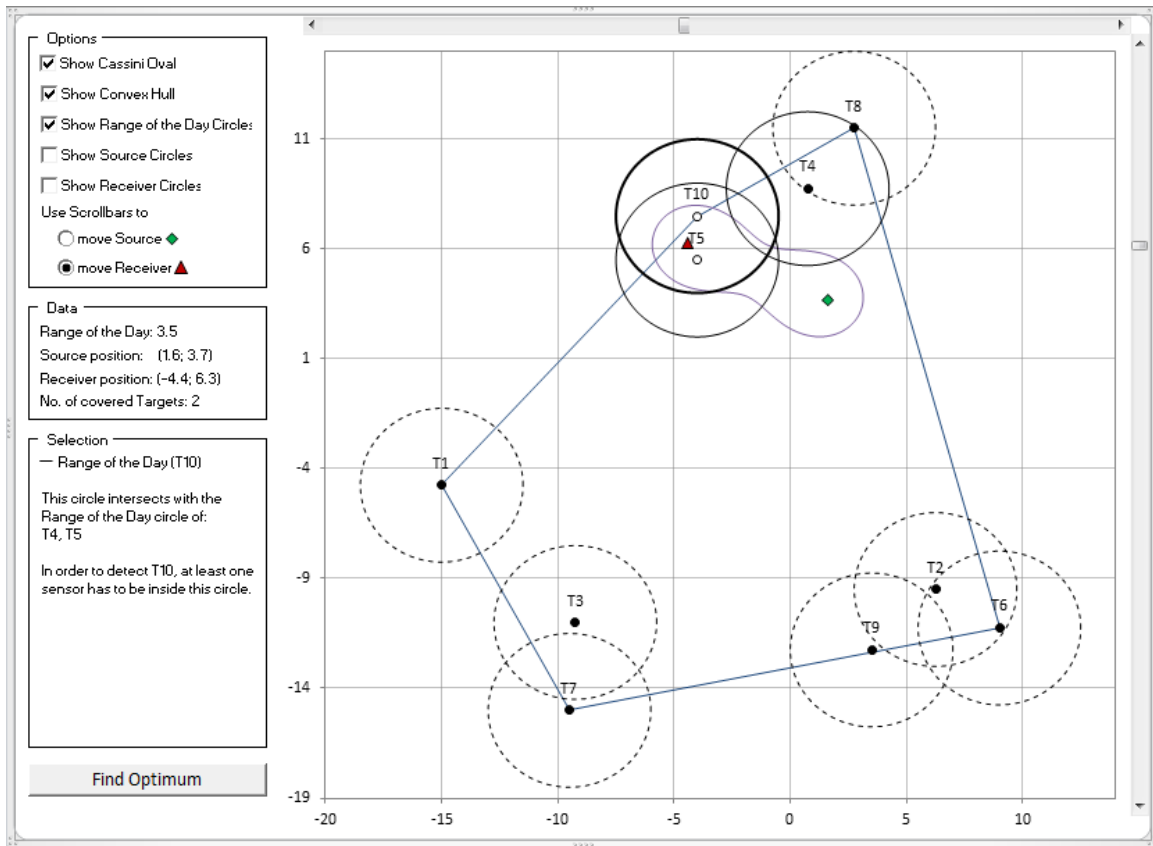 Options
Show Cassini Oval
Show Convex Hull
Show Range of the Day Circles
Show Source Circles
Show Receiver Circles
Use Scrollbars to
move Source
move Receiver
Data
Range of the Day: 3.5
Source position: (1.6; 3.7)
Receiver position: (−4.4; 6.3)
No. of covered Targets: 2
Selection
— Range of the Day (T10)
This circle intersects with the
Range of the Day circle of:
T4, T5
In order to detect T10, at least one
sensor has to be inside this circle.
Find Optimum
T8
11
T4
T10
6
T5
1
-4
T1
-9
T2
T3
T6
T9
-14
T7
-19
-20
-15
-10
-5
0
5
10